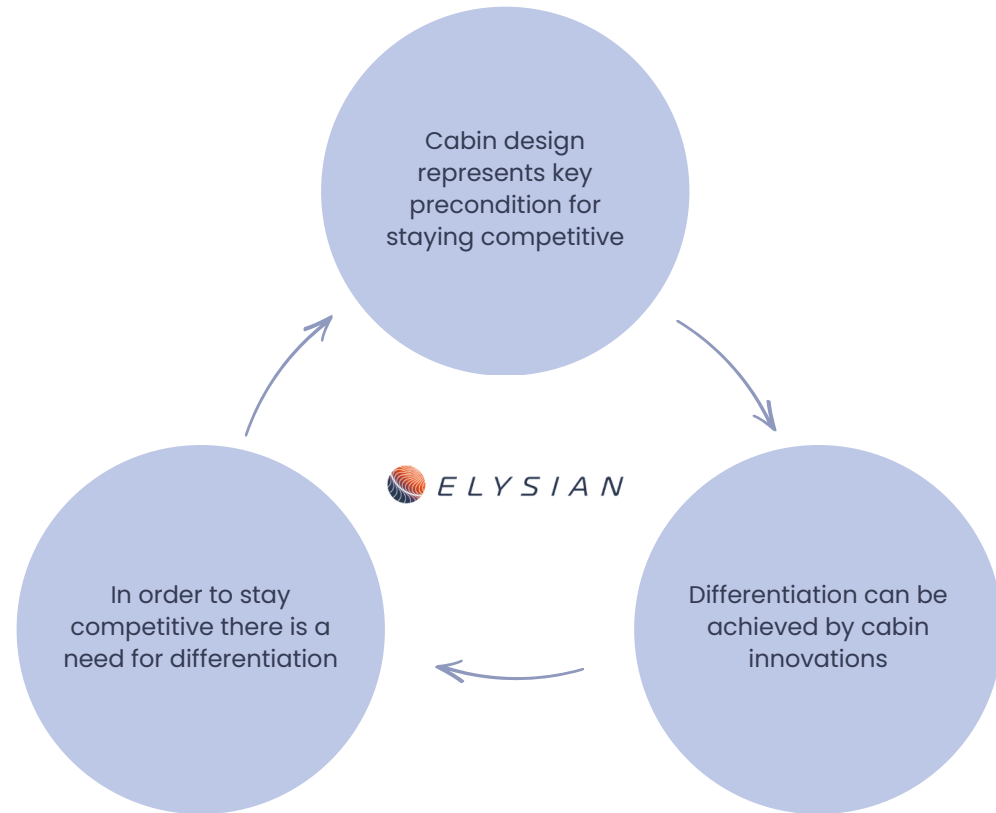 Cabin design
represents key
precondition for
staying competitive
ELYSIAN
In order to stay
competitive there is a
need for differentiation
Differentiation can be
achieved by cabin
innovations